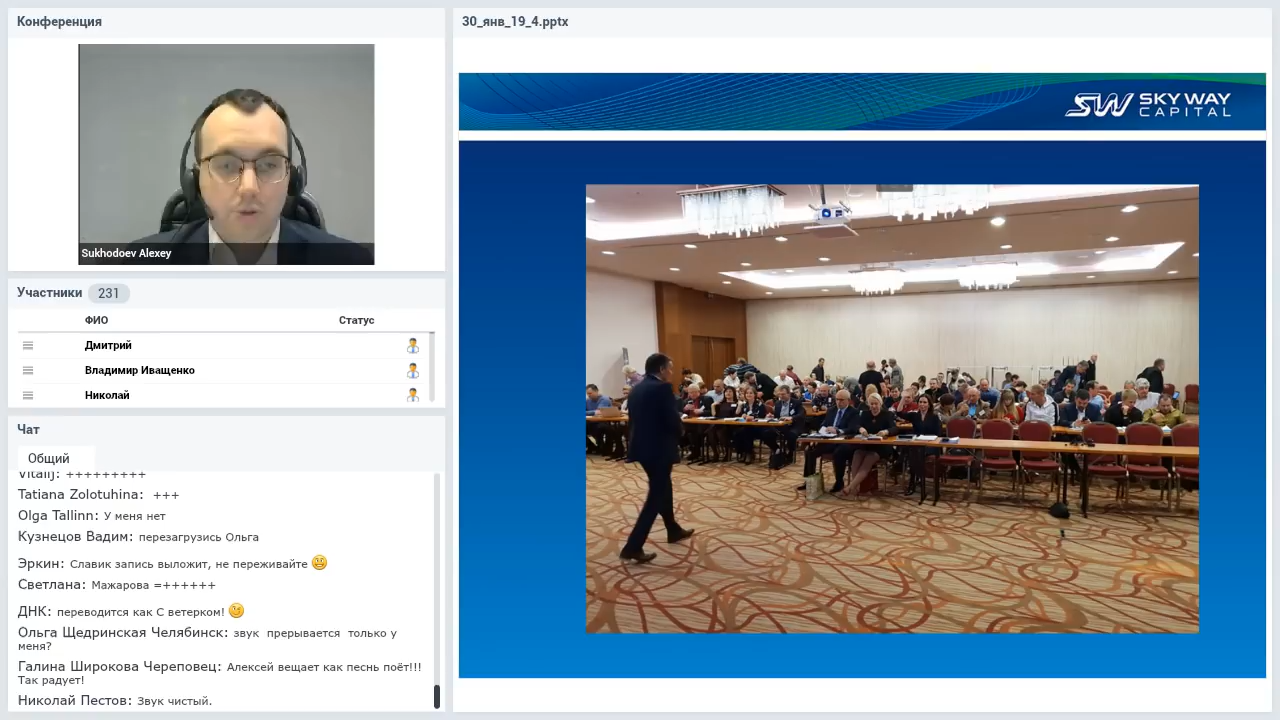 Конференция
Sukhodoev Alexey
Участники 231
ФИО Статус
Дмитрий
Владимир Иващенко
Николай
Чат
Общий
Vitalij: +++++++++
Tatiana Zolotuhina: +++
Olga Tallinn: У меня нет
Кузнецов Вадим: перезагрузись Ольга
Эркин: Славик запись выложит, не переживайте
Светлана: Мажарова =++++++
ДНК: переводится как С ветерком!
Ольга Щедринская Челябинск: звук прерывается только у
меня?
Галина Широкова Череповец: Алексей вещает как песнь поёт!!!
Так радует!
Николай Пестов: Звук чистый.
30_янв_19_4.pptx
SW SKY WAY
CAPITAL